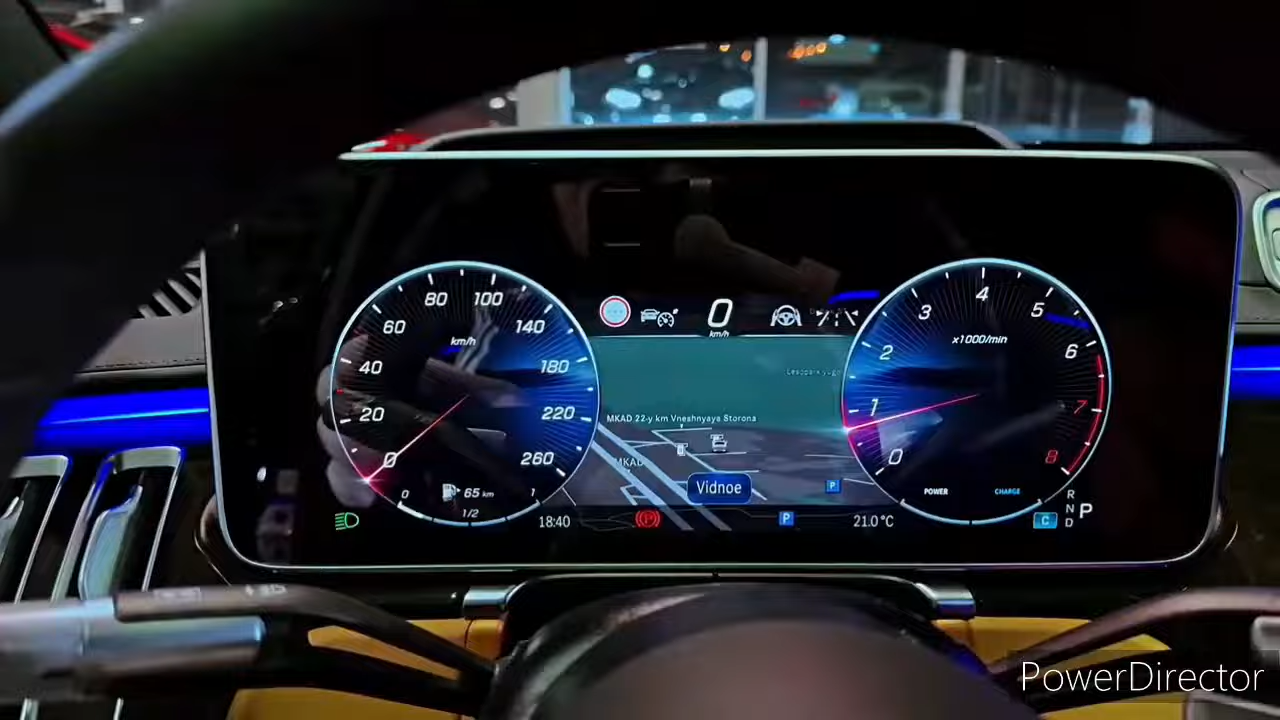 80 100
60 140
km/h
40 180
20 220
0 260
0 65 km 1
1/2
0
km/h
MKAD 22-y km Vneshnyaya Storona
MKAD
Vidnoe
P
18:40
P
P
21.0 °C
4
3 5
x1000/min
2 6
1 7
0 8
POWER CHARGE
C
R
N P
D
PowerDirector